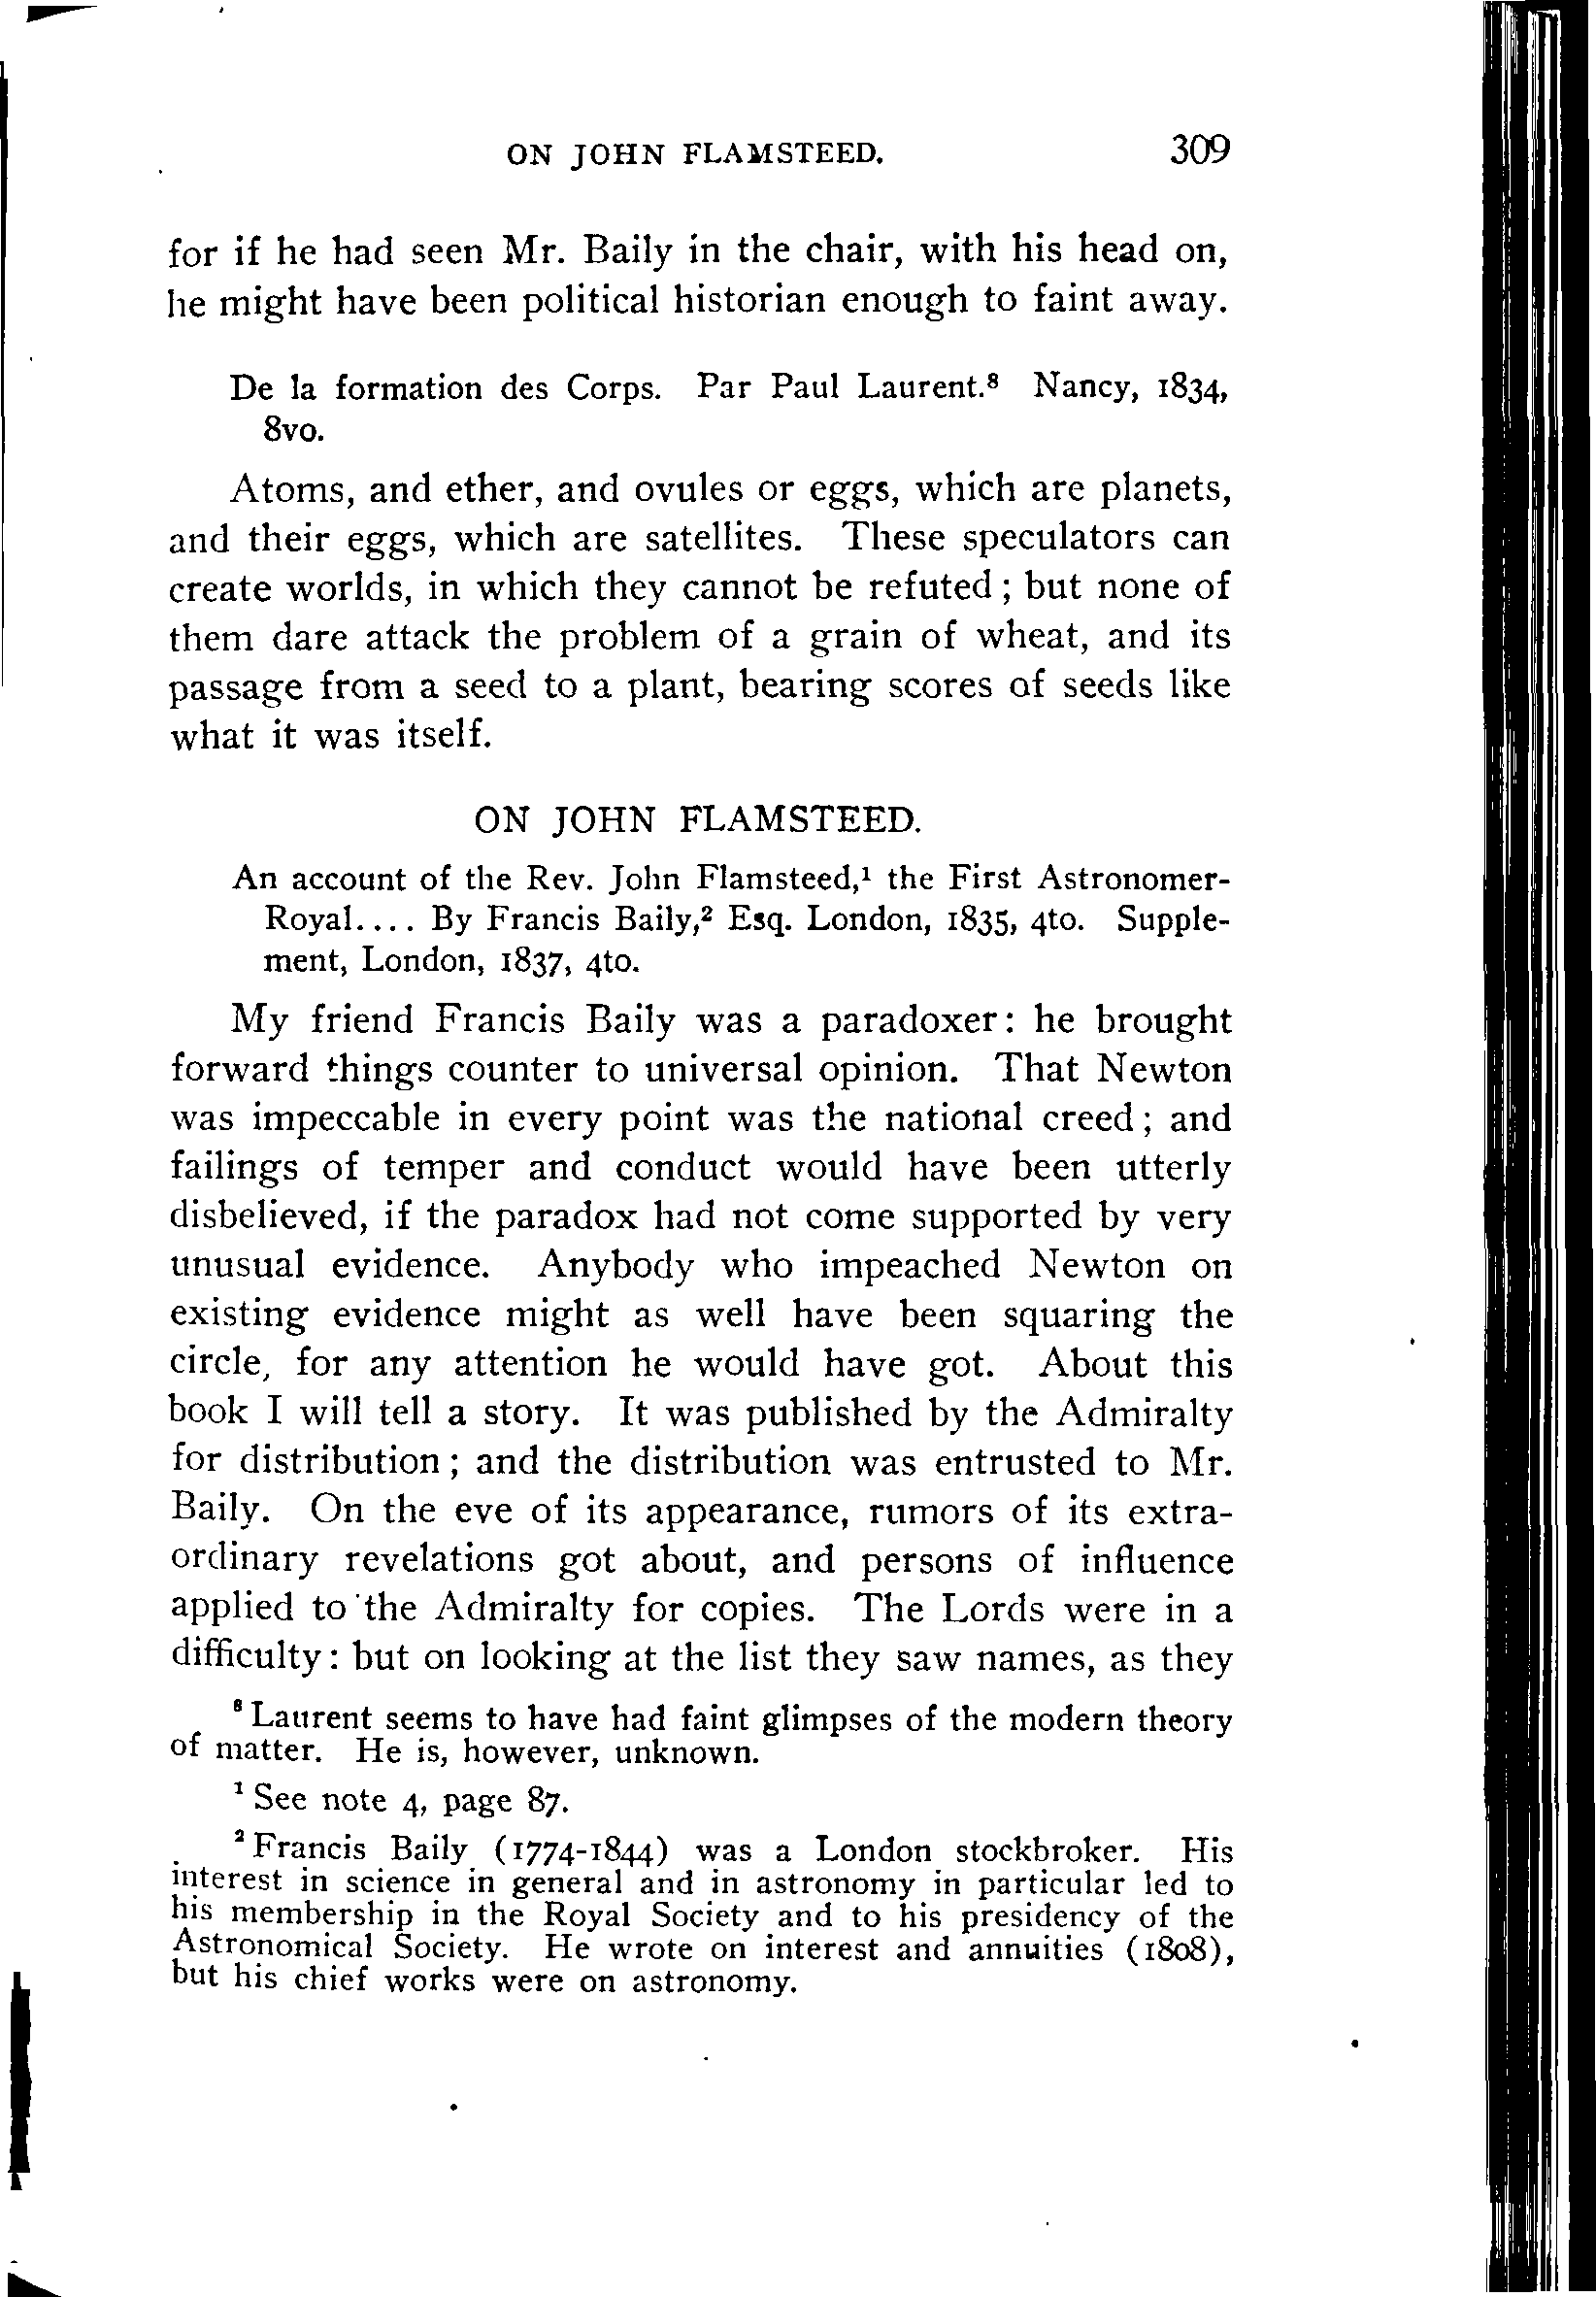 ON JOHN FLAMSTEED. 309
for if he had seen Mr. Baily in the chair, with his head on,
he might have been political historian enough to faint away.
De la formation des Corps. Par Paul Laurent.⁸ Nancy, 1834,
8vo.
Atoms, and ether, and ovules or eggs, which are planets,
and their eggs, which are satellites. These speculators can
create worlds, in which they cannot be refuted; but none of
them dare attack the problem of a grain of wheat, and its
passage from a seed to a plant, bearing scores of seeds like
what it was itself.
ON JOHN FLAMSTEED.
An account of the Rev. John Flamsteed,¹ the First Astronomer-
Royal.... By Francis Baily,² Esq. London, 1835, 4to. Supple-
ment, London, 1837, 4to.
My friend Francis Baily was a paradoxer: he brought
forward things counter to universal opinion. That Newton
was impeccable in every point was the national creed; and
failings of temper and conduct would have been utterly
disbelieved, if the paradox had not come supported by very
unusual evidence. Anybody who impeached Newton on
existing evidence might as well have been squaring the
circle, for any attention he would have got. About this
book I will tell a story. It was published by the Admiralty
for distribution; and the distribution was entrusted to Mr.
Baily. On the eve of its appearance, rumors of its extra-
ordinary revelations got about, and persons of influence
applied to the Admiralty for copies. The Lords were in a
difficulty: but on looking at the list they saw names, as they
⁸ Laurent seems to have had faint glimpses of the modern theory
of matter. He is, however, unknown.
¹ See note 4, page 87.
² Francis Baily (1774-1844) was a London stockbroker. His
interest in science in general and in astronomy in particular led to
his membership in the Royal Society and to his presidency of the
Astronomical Society. He wrote on interest and annuities (1808),
but his chief works were on astronomy.